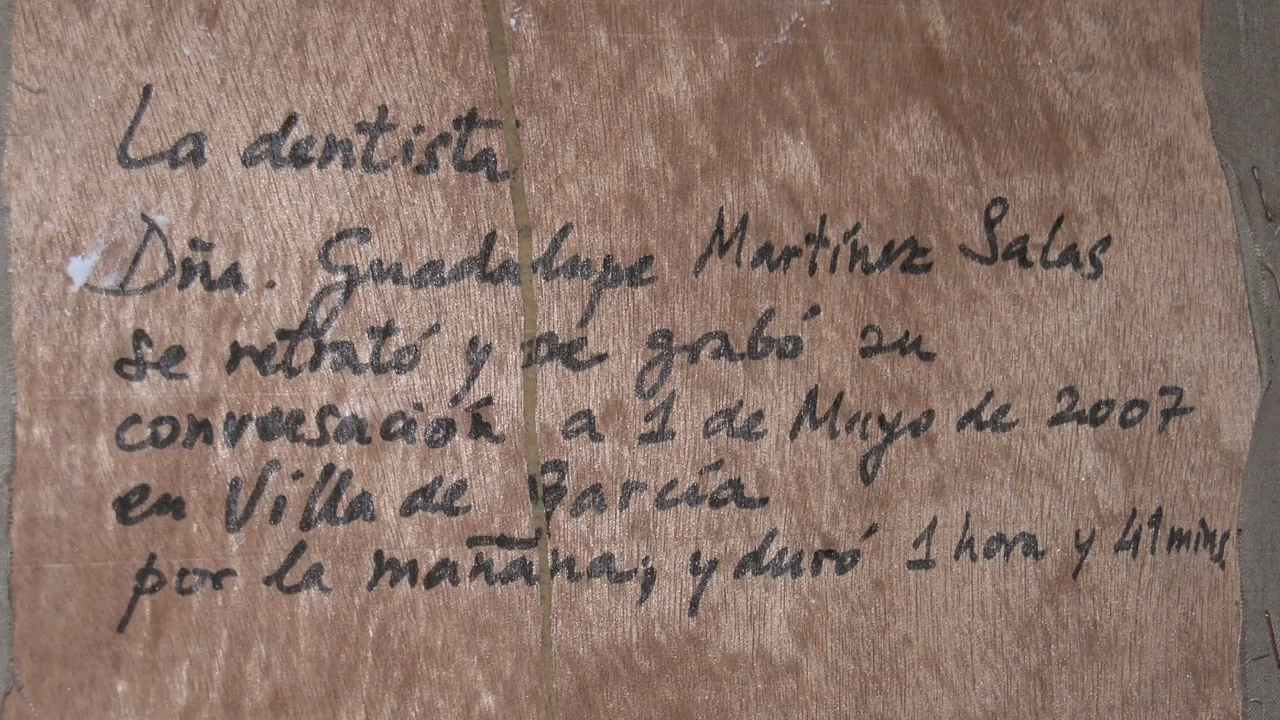 La dentista
Dña. Guadalupe Martínez Salas
se retrató y se grabó su
conversación a 1 de Mayo de 2007
en Villa de García
por la mañana; y duró 1 hora y 41 mins.